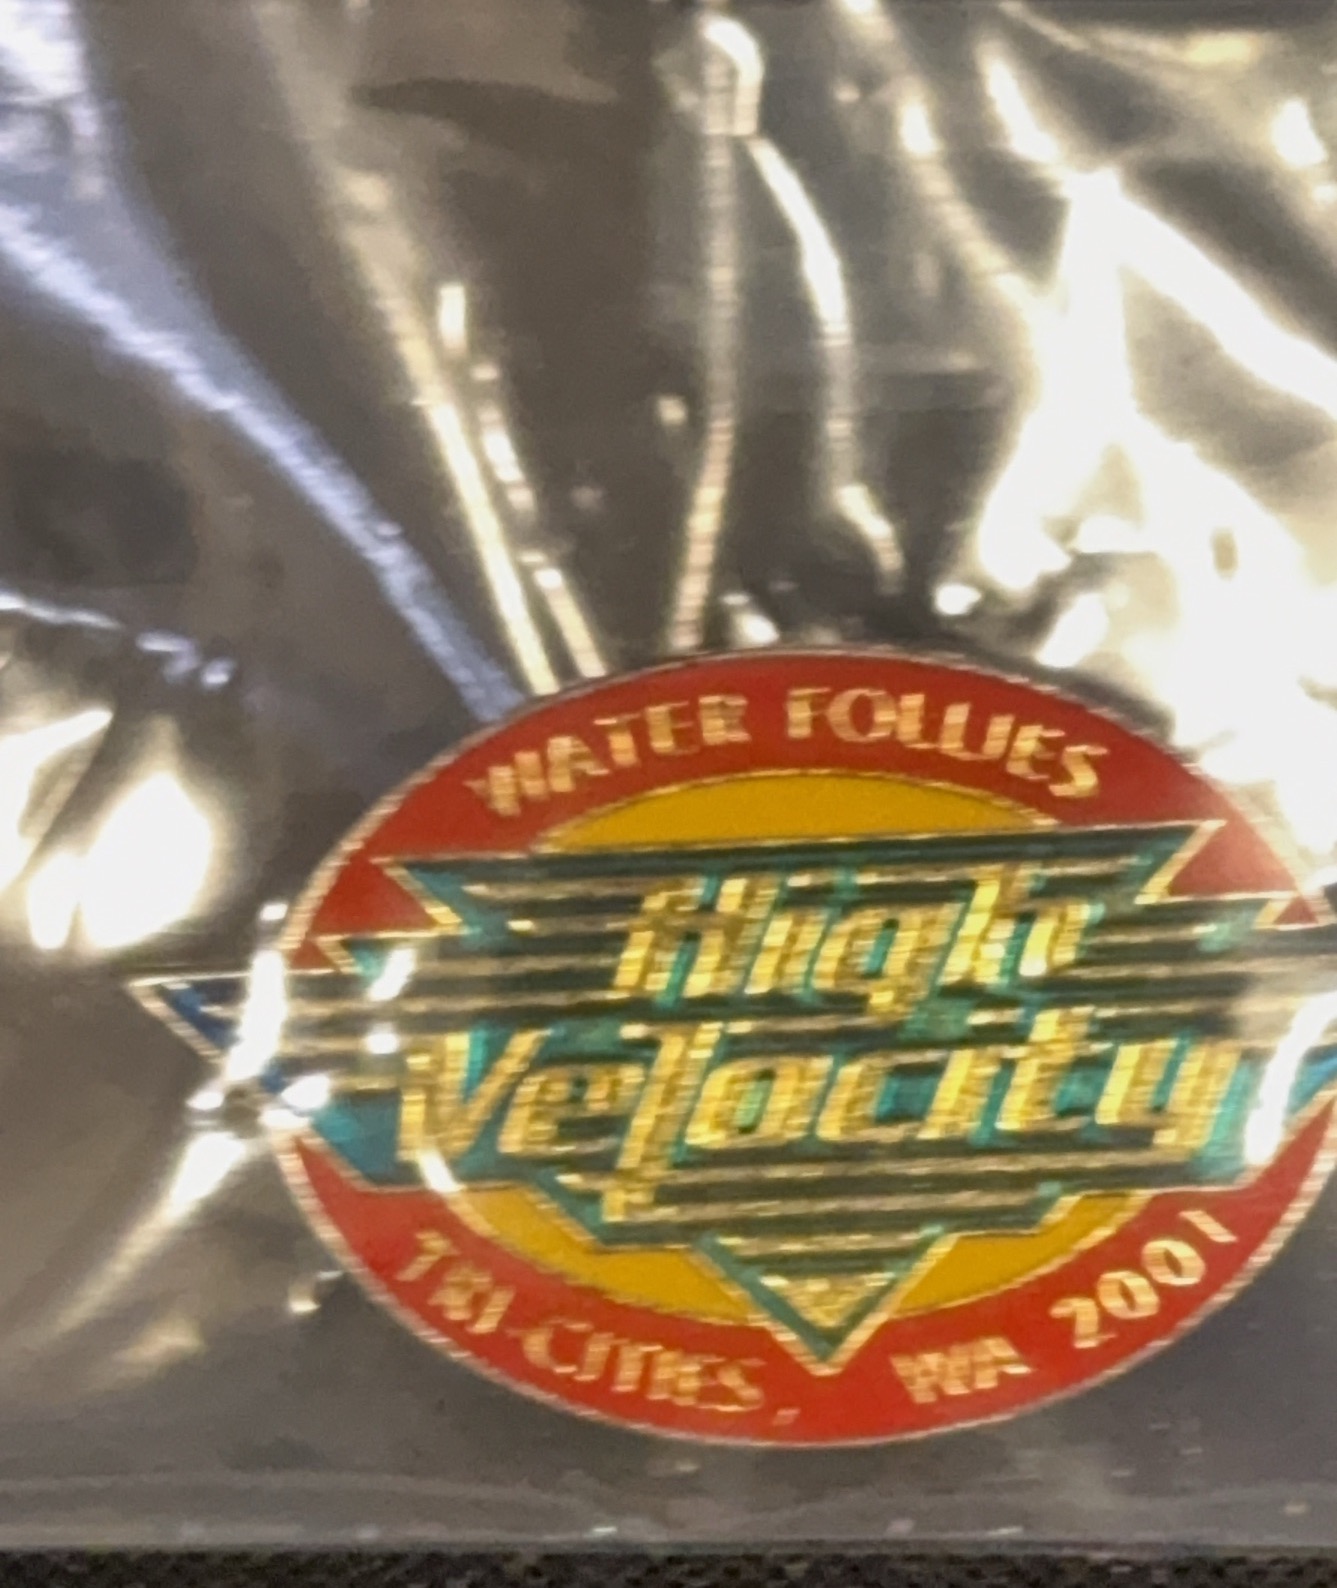 WATER FOLLIES
High
Velocity
TRI-CITIES, WA 2001